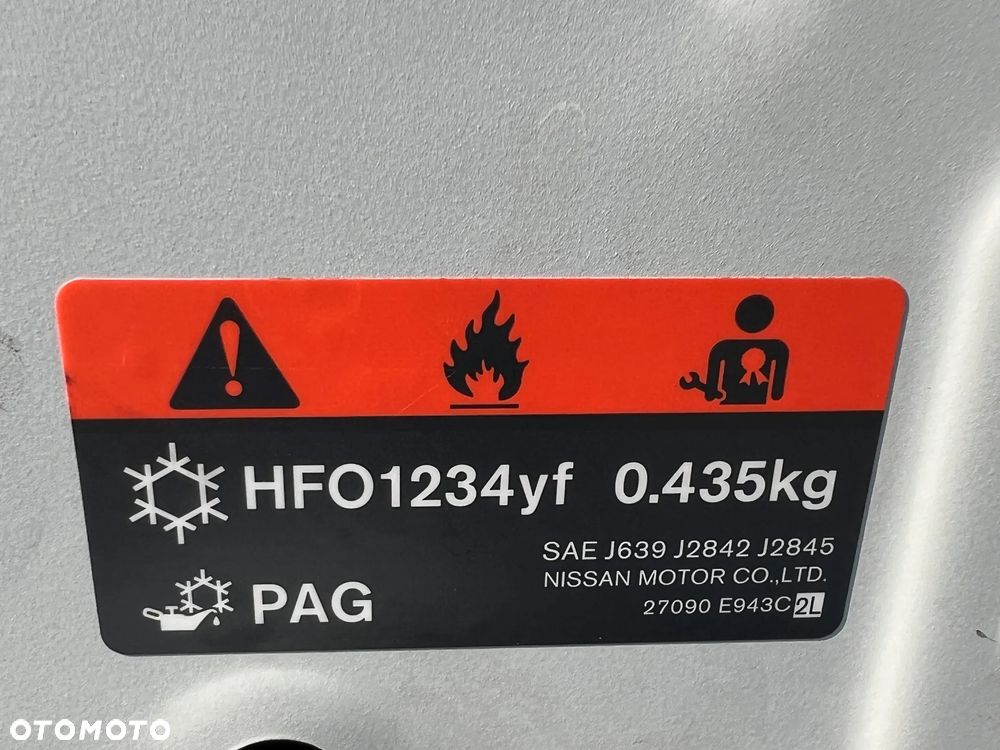 HFO1234yf 0.435kg
SAE J639 J2842 J2845
NISSAN MOTOR CO.,LTD.
PAG
27090 E943C 2L
OTOMOTO